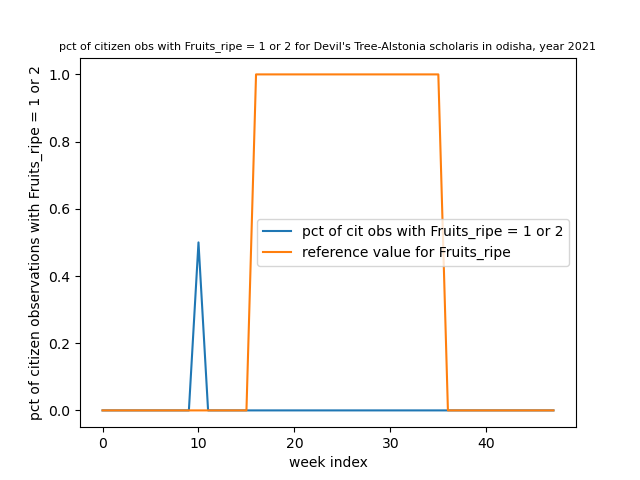 pct of citizen obs with Fruits_ripe = 1 or 2 for Devil's Tree-Alstonia scholaris in odisha, year 2021
pct of citizen observations with Fruits_ripe = 1 or 2
1.0
0.8
0.6
0.4
0.2
0.0
pct of cit obs with Fruits_ripe = 1 or 2
reference value for Fruits_ripe
0 10 20 30 40
week index